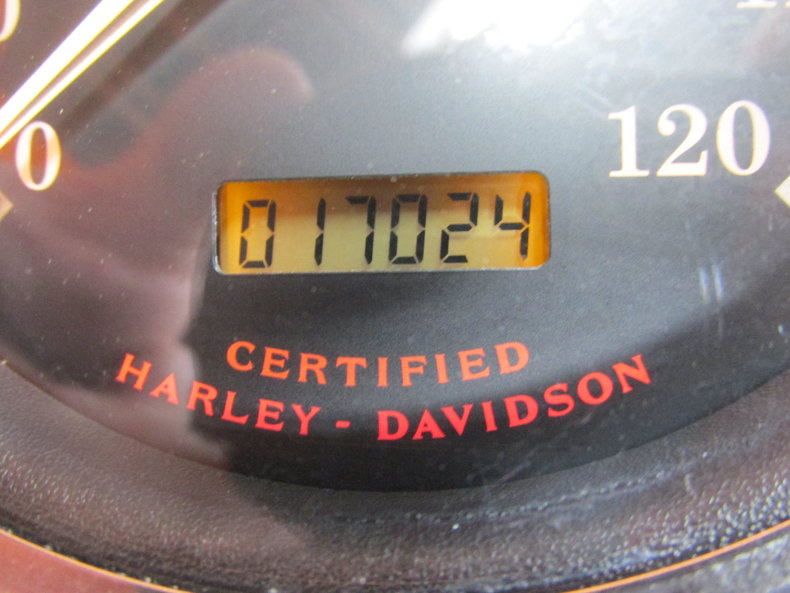 0
120
017024
CERTIFIED
HARLEY - DAVIDSON